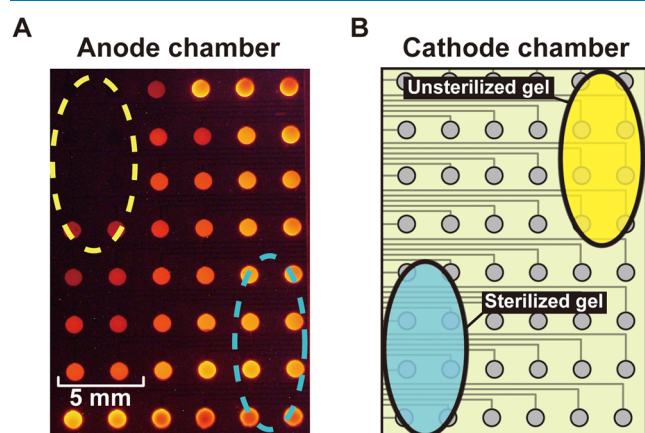 A
Anode chamber
5 mm
B
Cathode chamber
Unsterilized gel
Sterilized gel